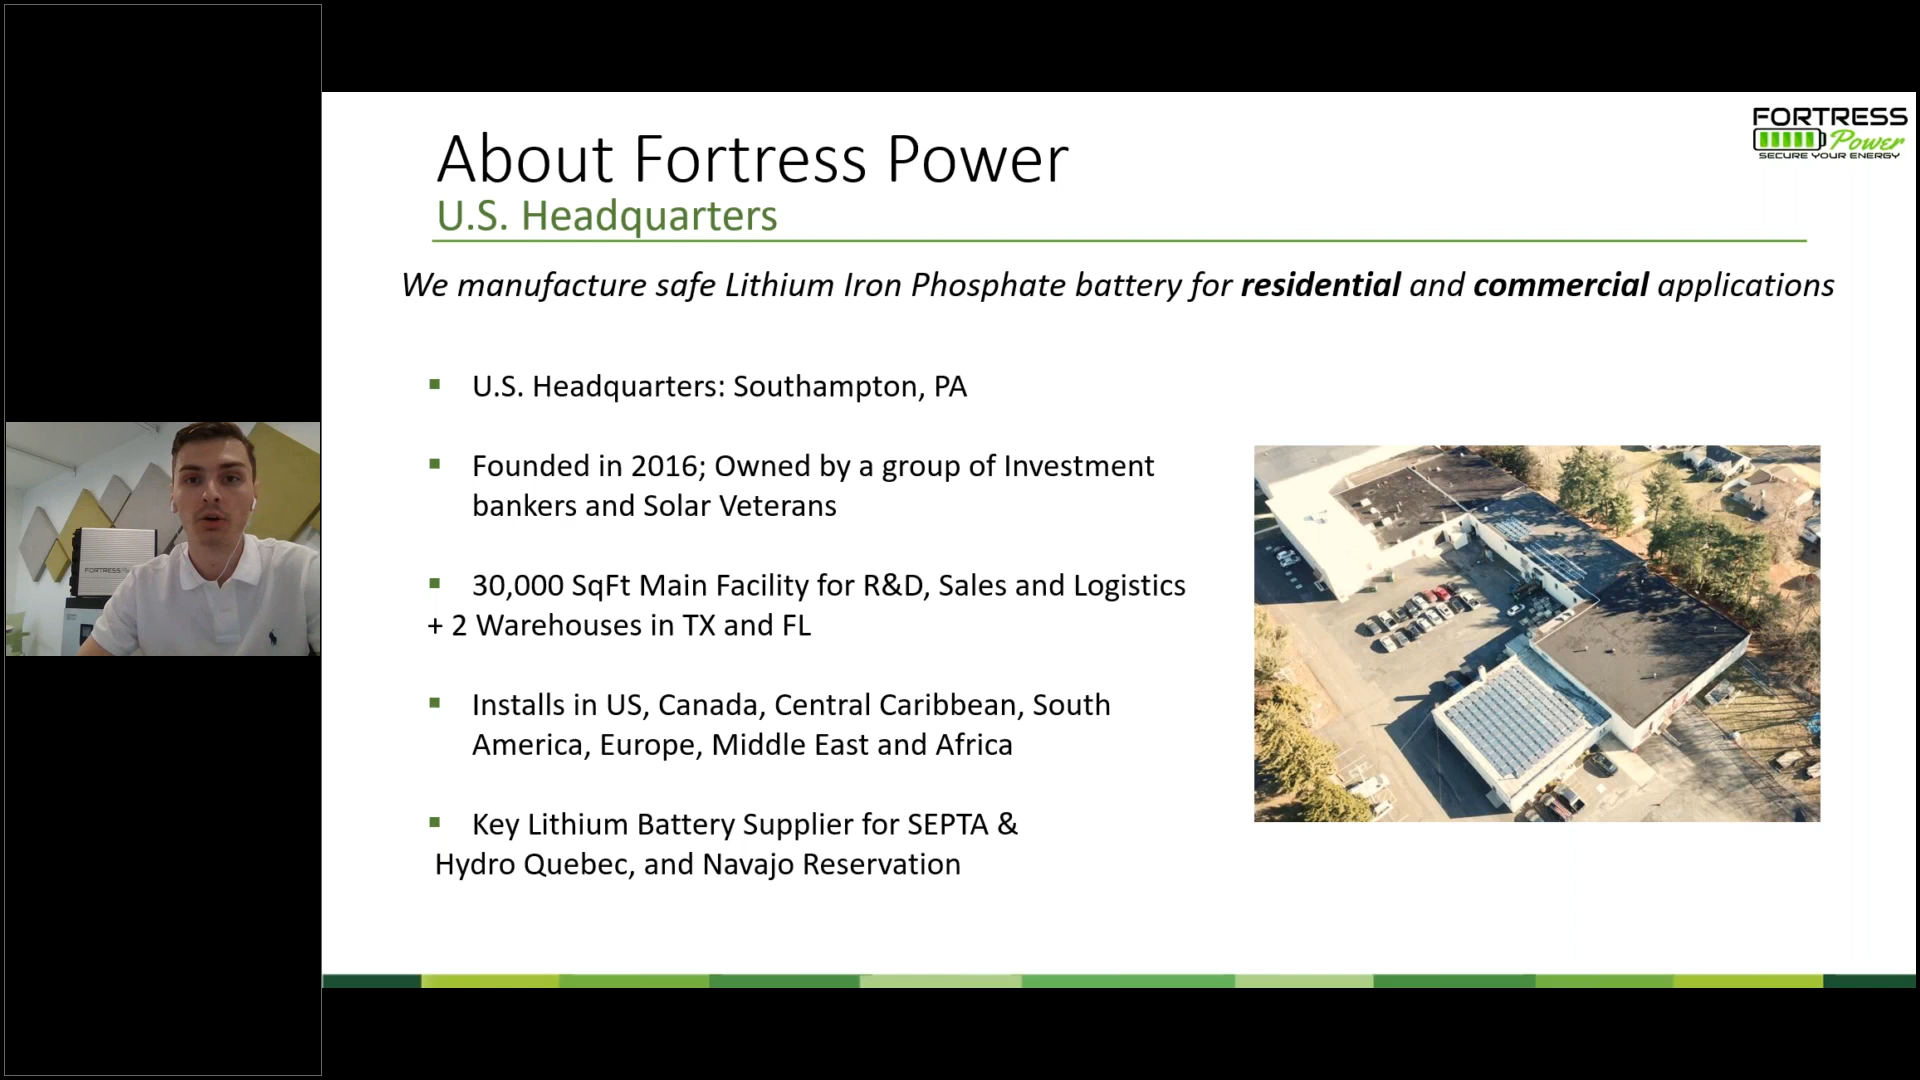 FORTRESS
Power
SECURE YOUR ENERGY
About Fortress Power
U.S. Headquarters
We manufacture safe Lithium Iron Phosphate battery for residential and commercial applications
U.S. Headquarters: Southampton, PA
Founded in 2016; Owned by a group of Investment
bankers and Solar Veterans
30,000 SqFt Main Facility for R&D, Sales and Logistics
+ 2 Warehouses in TX and FL
Installs in US, Canada, Central Caribbean, South
America, Europe, Middle East and Africa
Key Lithium Battery Supplier for SEPTA &
Hydro Quebec, and Navajo Reservation
FORTRESS